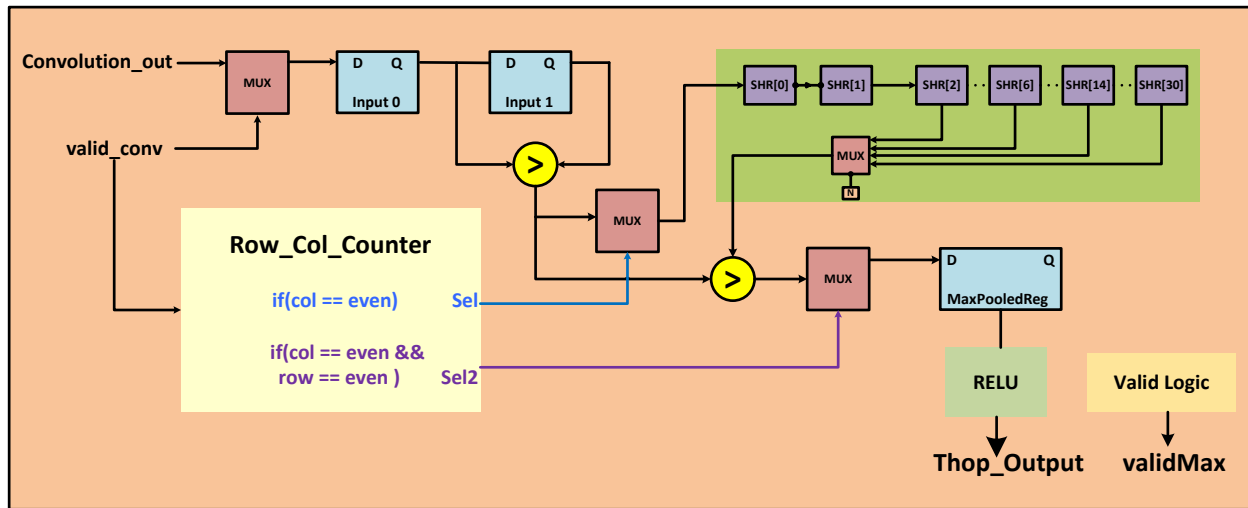 Convolution_out
valid_conv
MUX
D Q
Input 0
D Q
Input 1
>
MUX
SHR[0]
SHR[1]
SHR[2]
SHR[6]
SHR[14]
SHR[30]
MUX
N
Row_Col_Counter
if(col == even) Sel
if(col == even &&
row == even ) Sel2
>
MUX
D Q
MaxPooledReg
RELU
Valid Logic
Thop_Output
validMax